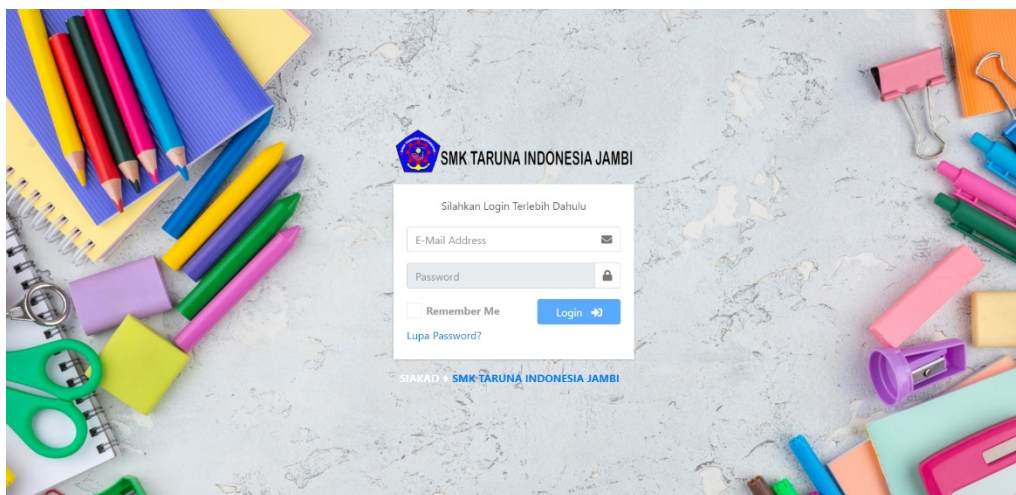 SMK TARUNA INDONESIA JAMBI
Silahkan Login Terlebih Dahulu
E-Mail Address
Password
Remember Me
Login
Lupa Password?
SIAKAD • SMK TARUNA INDONESIA JAMBI